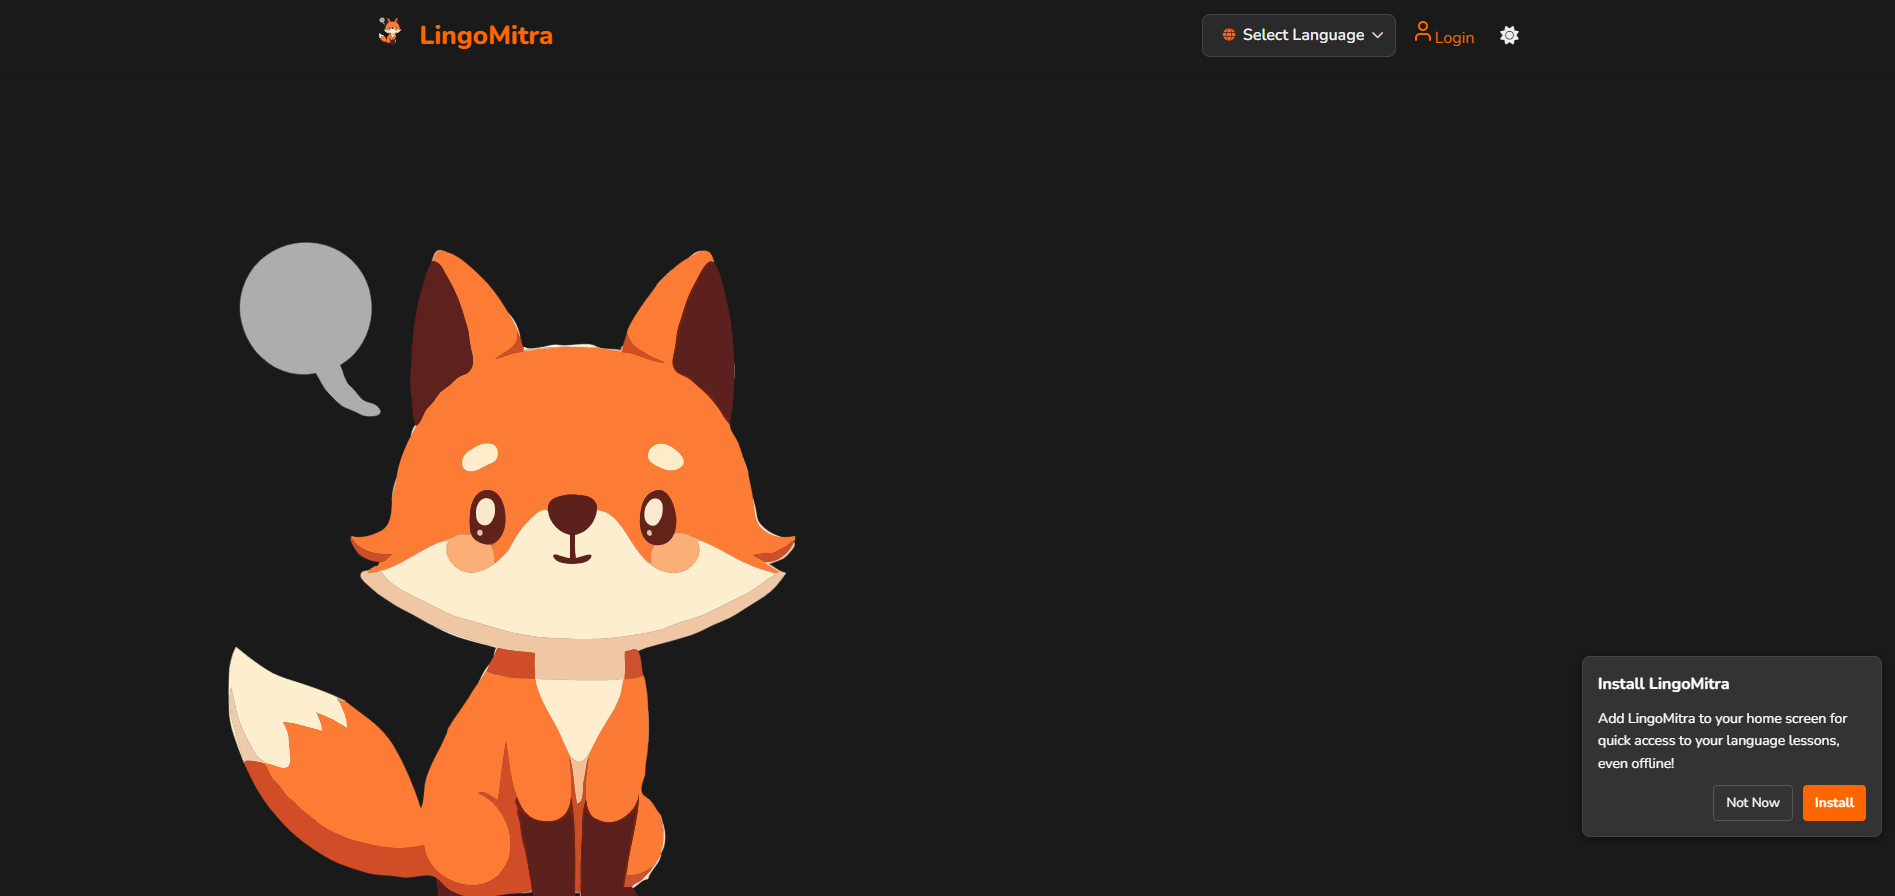 LingoMitra
Select Language
Login
Install LingoMitra
Add LingoMitra to your home screen for
quick access to your language lessons,
even offline!
Not Now
Install